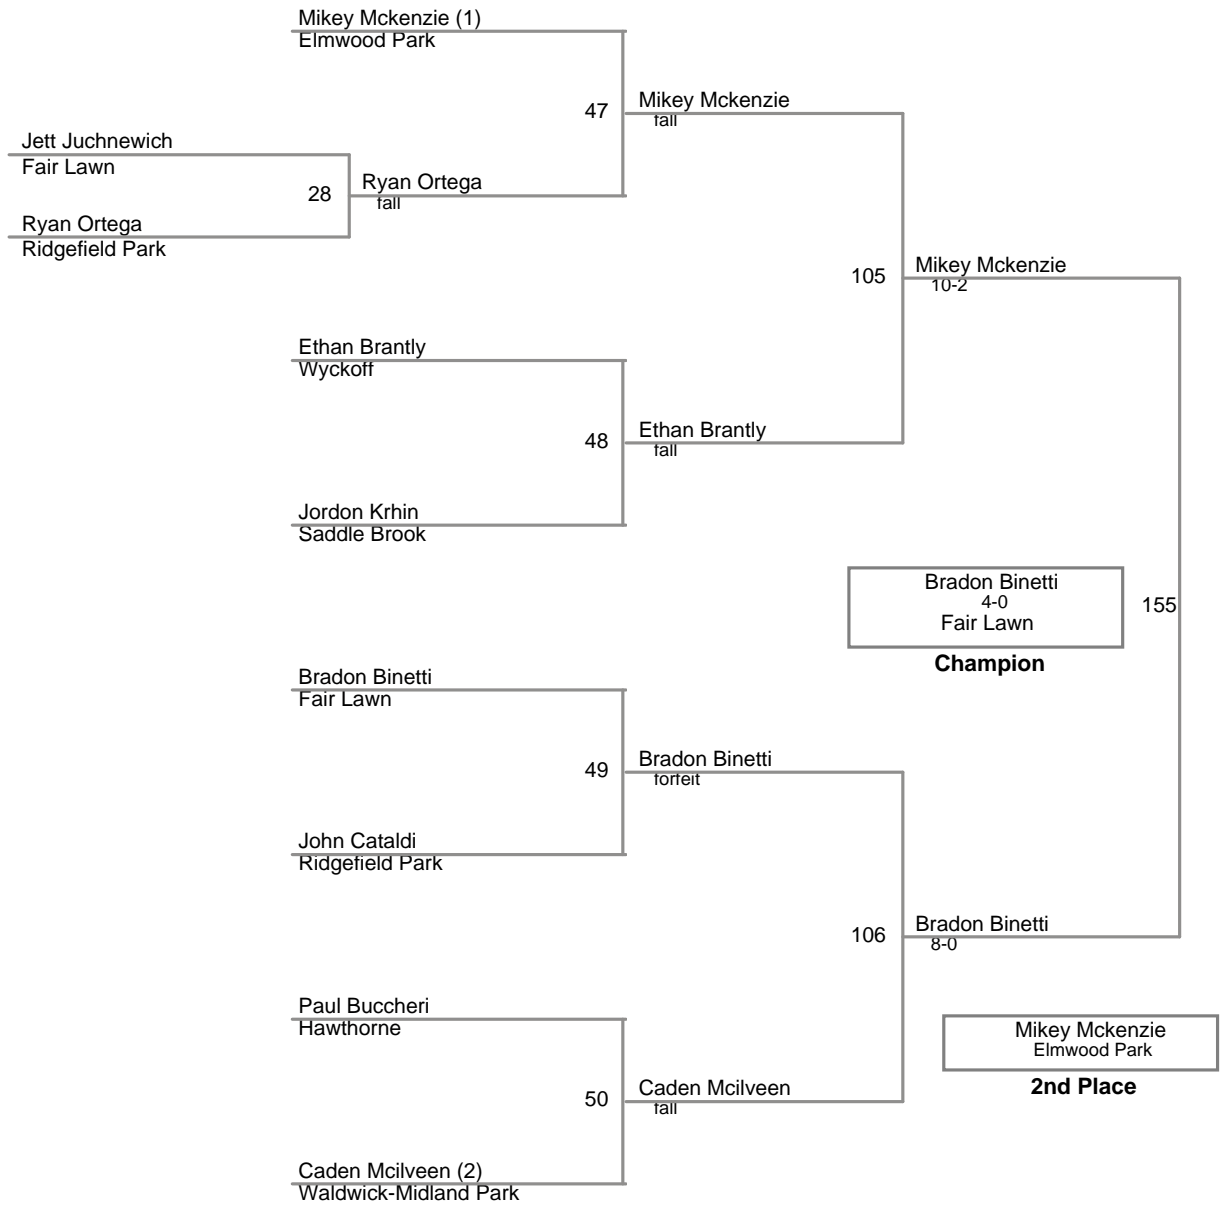 Mikey Mckenzie (1)
Elmwood Park
47
Mikey Mckenzie
fall
Jett Juchnewich
Fair Lawn
28
Ryan Ortega
fall
Ryan Ortega
Ridgefield Park
105
Mikey Mckenzie
10-2
Ethan Brantly
Wyckoff
48
Ethan Brantly
fall
Jordon Krhin
Saddle Brook
Bradon Binetti
4-0
Fair Lawn
Champion
155
Bradon Binetti
Fair Lawn
49
Bradon Binetti
forfeit
John Cataldi
Ridgefield Park
106
Bradon Binetti
8-0
Paul Buccheri
Hawthorne
Mikey Mckenzie
Elmwood Park
2nd Place
50
Caden Mcilveen
fall
Caden Mcilveen (2)
Waldwick-Midland Park